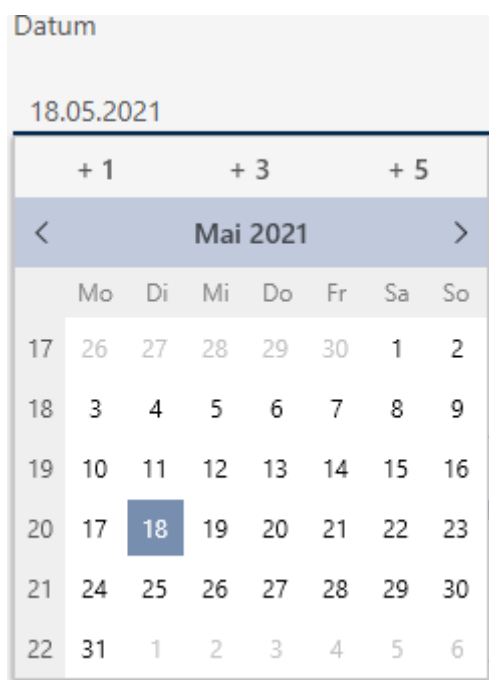 Datum
18.05.2021
+ 1 + 3 + 5
< Mai 2021 >
Mo Di Mi Do Fr Sa So
17 26 27 28 29 30 1 2
18 3 4 5 6 7 8 9
19 10 11 12 13 14 15 16
20 17 18 19 20 21 22 23
21 24 25 26 27 28 29 30
22 31 1 2 3 4 5 6